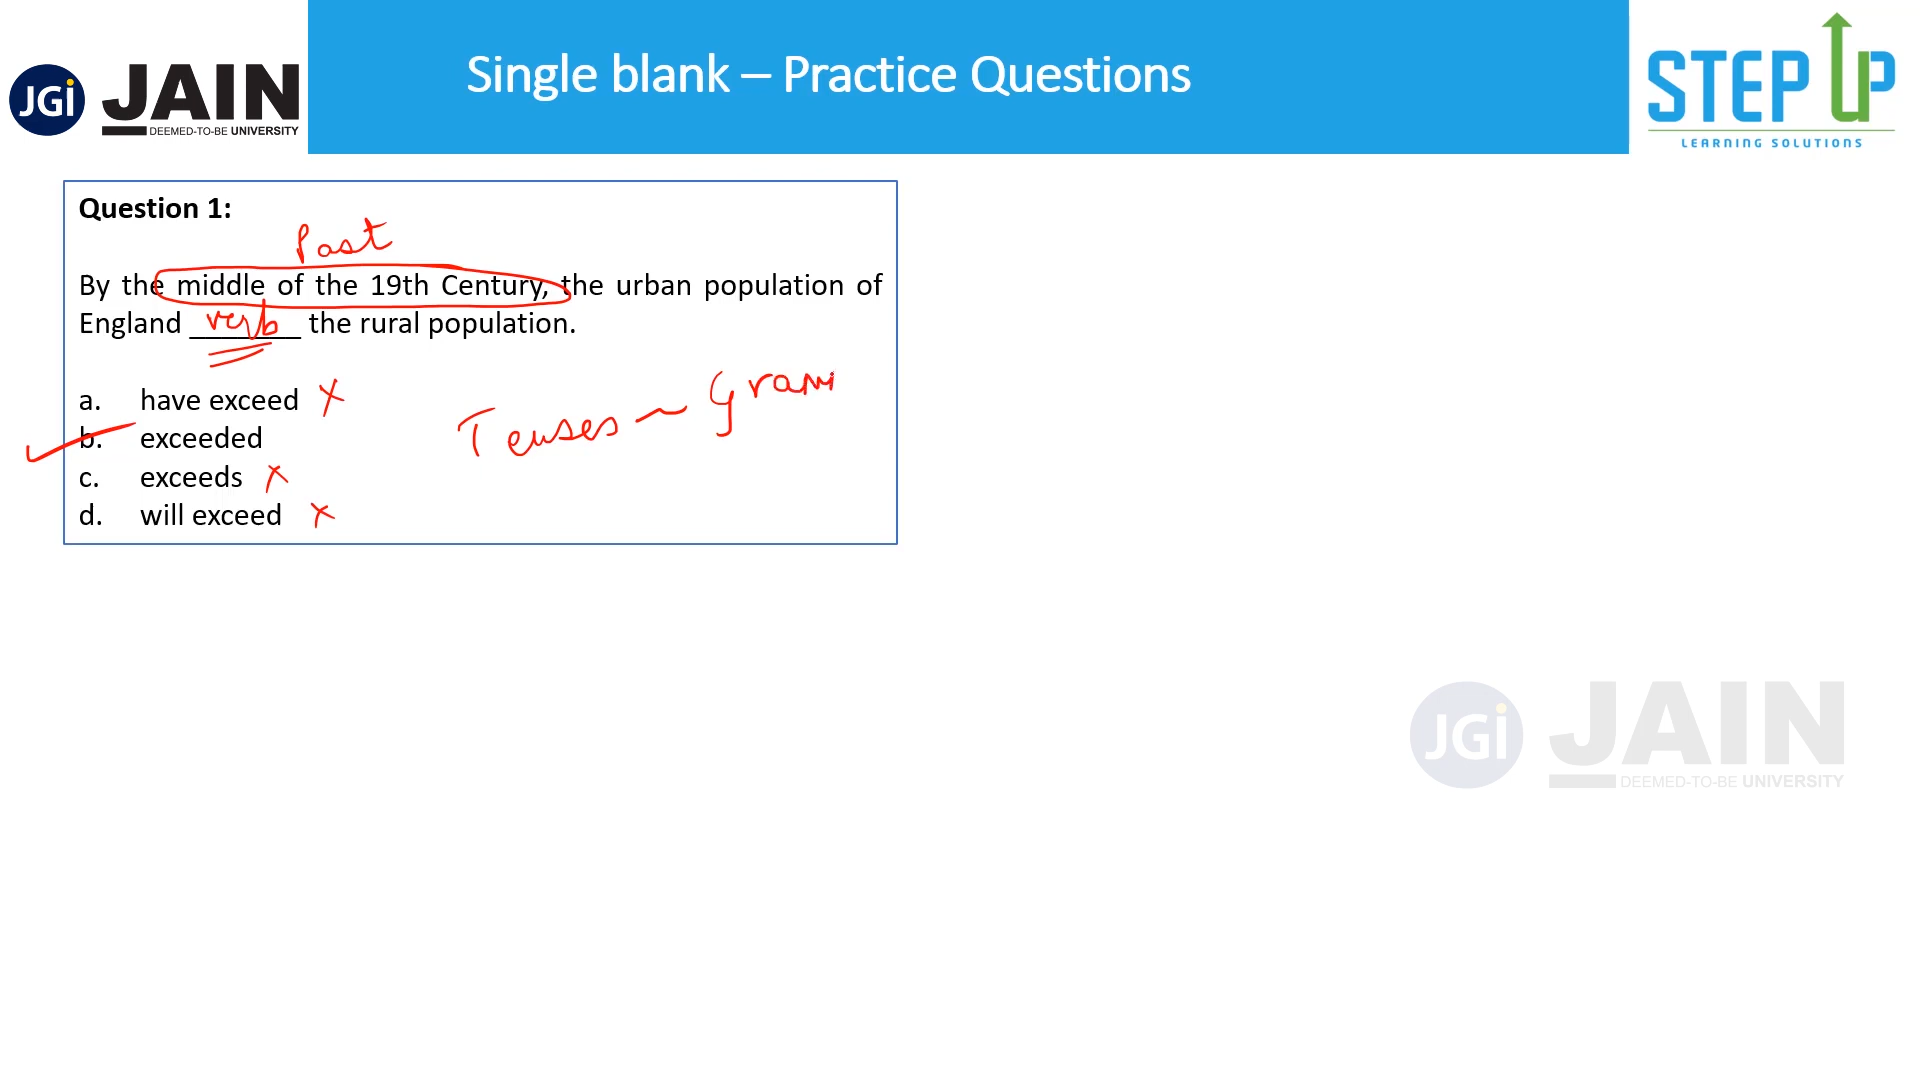 Single blank – Practice Questions
JGi JAIN
DEEMED-TO-BE UNIVERSITY
STEP UP
LEARNING SOLUTIONS
Question 1:
Past
By the middle of the 19th Century, the urban population of
England verb the rural population.
a. have exceed X
b. exceeded
c. exceeds X
d. will exceed X
Tenses ~ Gram
JGi JAIN
DEEMED-TO-BE UNIVERSITY